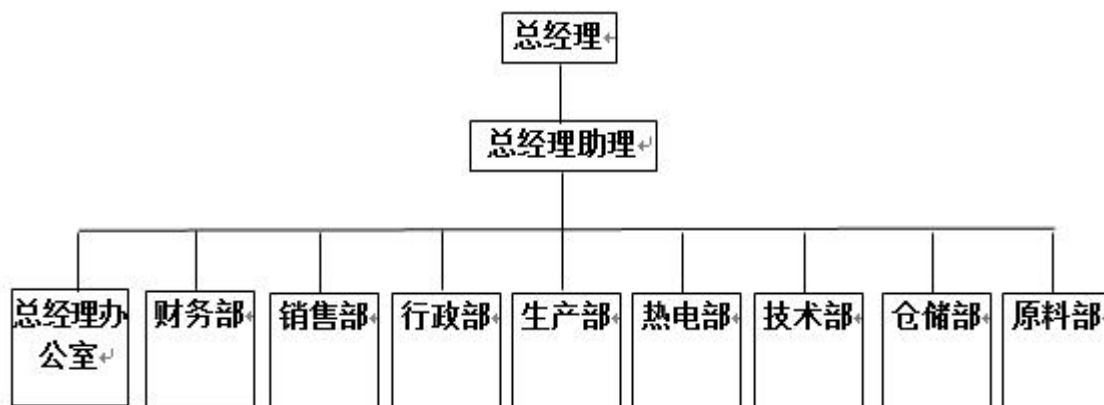 总经理
总经理助理
总经理办
公室
财务部
销售部
行政部
生产部
热电部
技术部
仓储部
原料部